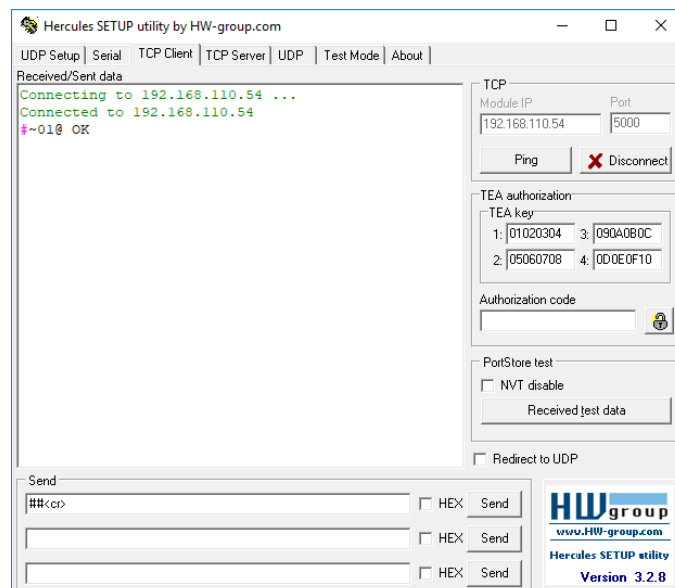 Hercules SETUP utility by HW-group.com
UDP Setup Serial TCP Client TCP Server UDP Test Mode About
Received/Sent data
Connecting to 192.168.110.54 ...
Connected to 192.168.110.54
#~01@ OK
TCP
Module IP Port
192.168.110.54 5000
Ping Disconnect
TEA authorization
TEA key
1: 01020304 3: 090A0B0C
2: 05060708 4: 0D0E0F10
Authorization code
PortStore test
NVT disable
Received test data
Redirect to UDP
Send
##<cr> HEX Send
HEX Send
HEX Send
HW group
www.HW-group.com
Hercules SETUP utility
Version 3.2.8